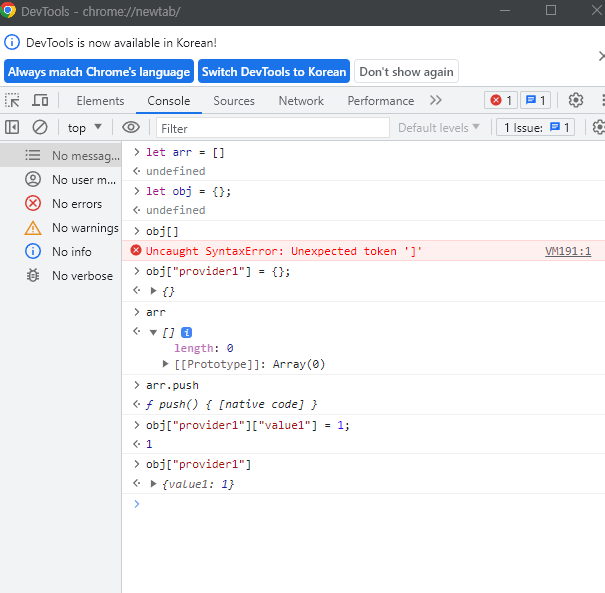 DevTools - chrome://newtab/
DevTools is now available in Korean!
Always match Chrome's language Switch DevTools to Korean Don't show again
Elements Console Sources Network Performance 1 1
top Filter Default levels 1 Issue: 1
No messag...
No user m...
No errors
No warnings
No info
No verbose
> let arr = []
< undefined
> let obj = {};
< undefined
> obj[]
Uncaught SyntaxError: Unexpected token ']' VM191:1
> obj["provider1"] = {};
< ▶ {}
> arr
< ▼ [] i
length: 0
▶ [[Prototype]]: Array(0)
> arr.push
< ƒ push() { [native code] }
> obj["provider1"]["value1"] = 1;
< 1
> obj["provider1"]
< ▶ {value1: 1}
>